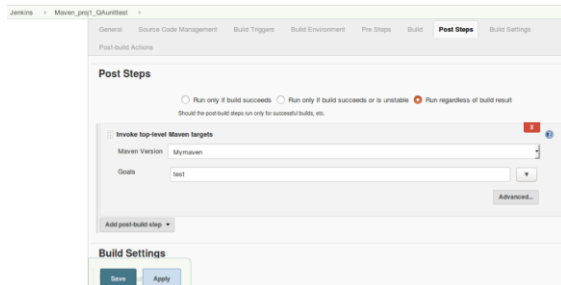 Jenkins › Maven_proj1_QAunittest ›
General Source Code Management Build Triggers Build Environment Pre Steps Build Post Steps Build Settings
Post-build Actions
Post Steps
Run only if build succeeds Run only if build succeeds or is unstable Run regardless of build result
Should the post-build steps run only for successful builds, etc.
Invoke top-level Maven targets X
Maven Version Mymaven
Goals test
Advanced...
Add post-build step
Build Settings
Save Apply